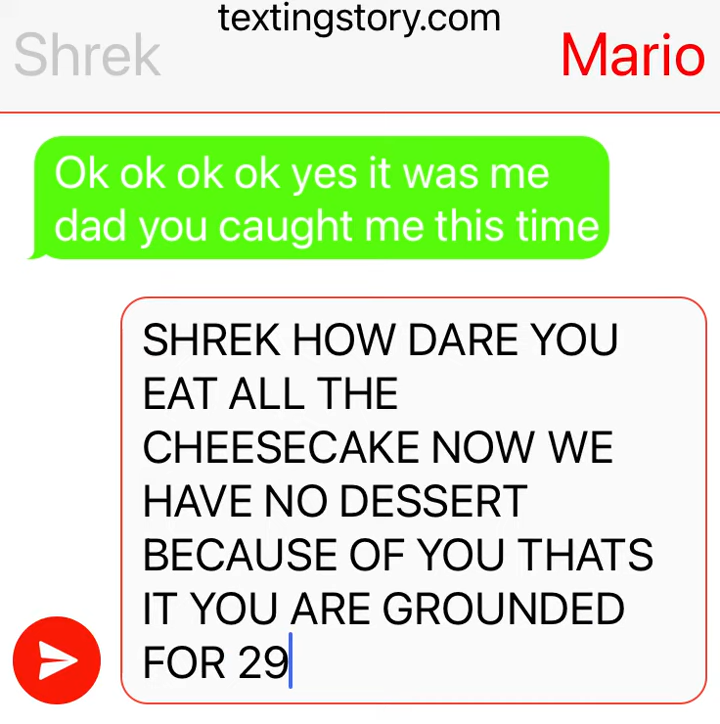 textingstory.com
Shrek
Mario
Ok ok ok ok yes it was me
dad you caught me this time
SHREK HOW DARE YOU
EAT ALL THE
CHEESECAKE NOW WE
HAVE NO DESSERT
BECAUSE OF YOU THATS
IT YOU ARE GROUNDED
FOR 29